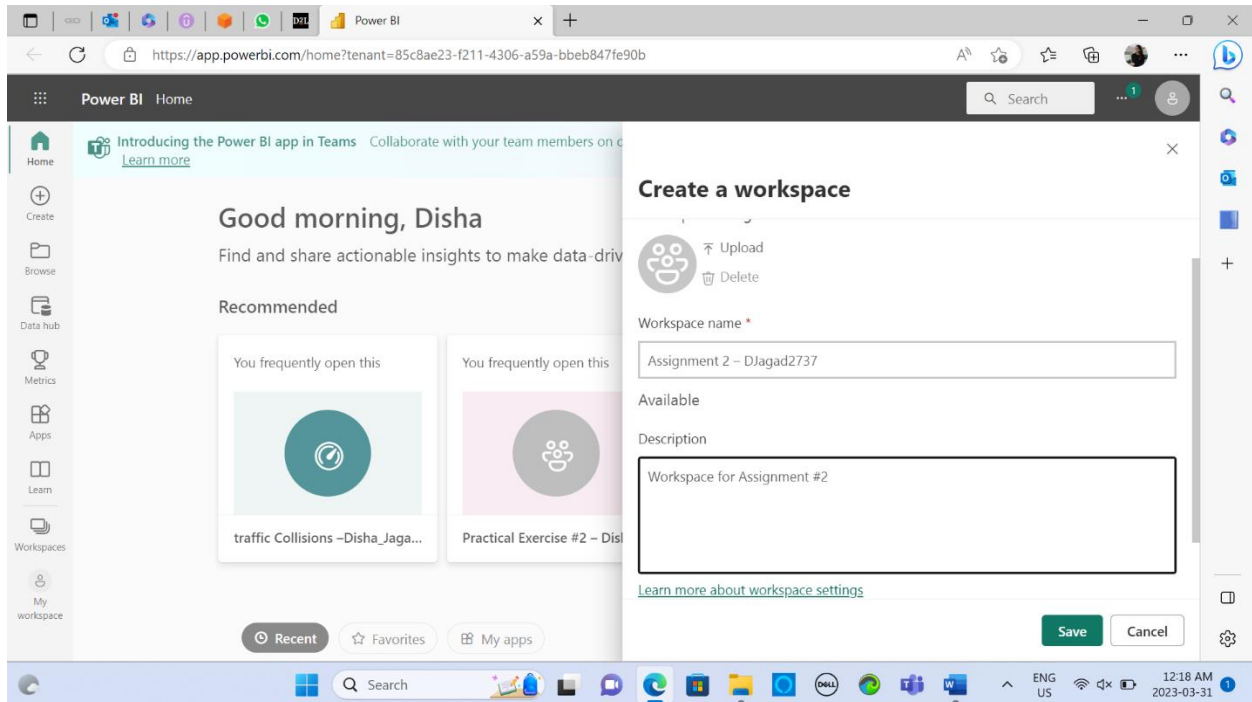 Power BI
https://app.powerbi.com/home?tenant=85c8ae23-f211-4306-a59a-bbeb847fe90b
Power BI Home
Search
1
Introducing the Power BI app in Teams Collaborate with your team members on
Learn more
Home
Create
Browse
Data hub
Metrics
Apps
Learn
Workspaces
My
workspace
Good morning, Disha
Find and share actionable insights to make data-driv
Recommended
You frequently open this
traffic Collisions –Disha_Jaga...
You frequently open this
Practical Exercise #2 – Dis
Recent
Favorites
My apps
Create a workspace
Upload
Delete
Workspace name *
Assignment 2 – DJagad2737
Available
Description
Workspace for Assignment #2
Learn more about workspace settings
Save
Cancel
Search
DELL
ENG
US
12:18 AM
2023-03-31
1